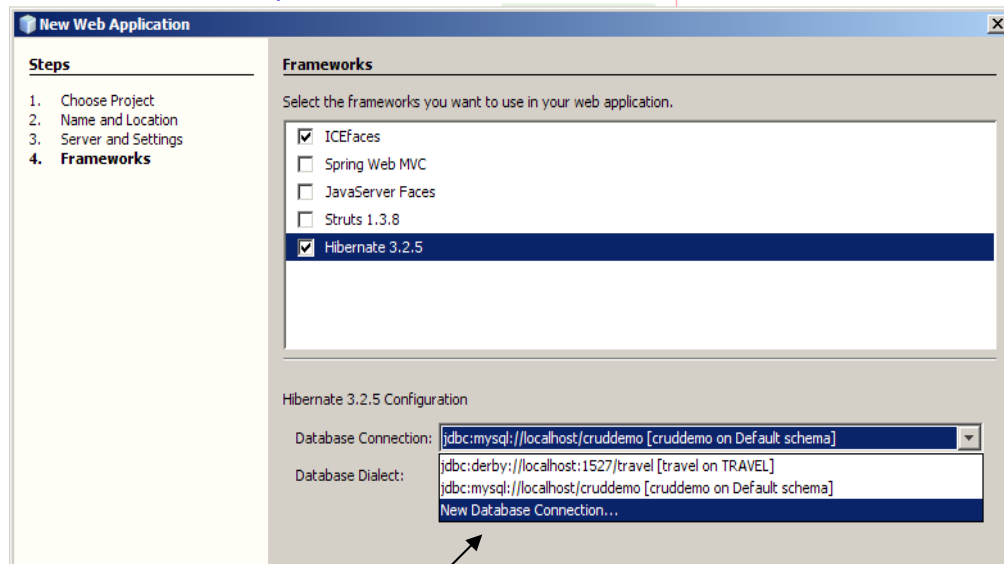 New Web Application
Steps
1. Choose Project
2. Name and Location
3. Server and Settings
4. Frameworks
Frameworks
Select the frameworks you want to use in your web application.
ICEfaces
Spring Web MVC
JavaServer Faces
Struts 1.3.8
Hibernate 3.2.5
Hibernate 3.2.5 Configuration
Database Connection: jdbc:mysql://localhost/cruddemo [cruddemo on Default schema]
Database Dialect:
jdbc:derby://localhost:1527/travel [travel on TRAVEL]
jdbc:mysql://localhost/cruddemo [cruddemo on Default schema]
New Database Connection...